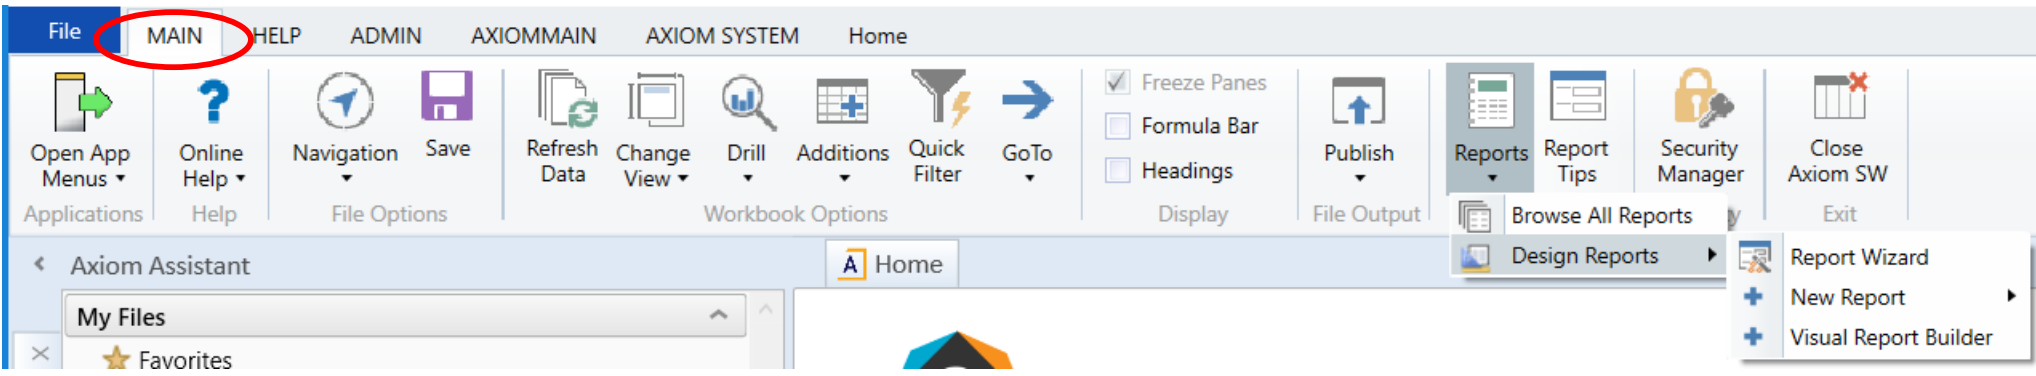 File MAIN HELP ADMIN AXIOMMAIN AXIOM SYSTEM Home
Open App
Menus
Online
Help
Navigation
Save
Refresh
Data
Change
View
Drill
Additions
Quick
Filter
GoTo
Freeze Panes
Formula Bar
Headings
Publish
Reports
Report
Tips
Security
Manager
Close
Axiom SW
Applications Help File Options Workbook Options Display File Output Exit
Browse All Reports
Design Reports
Report Wizard
New Report
Visual Report Builder
Axiom Assistant
A Home
My Files
Favorites